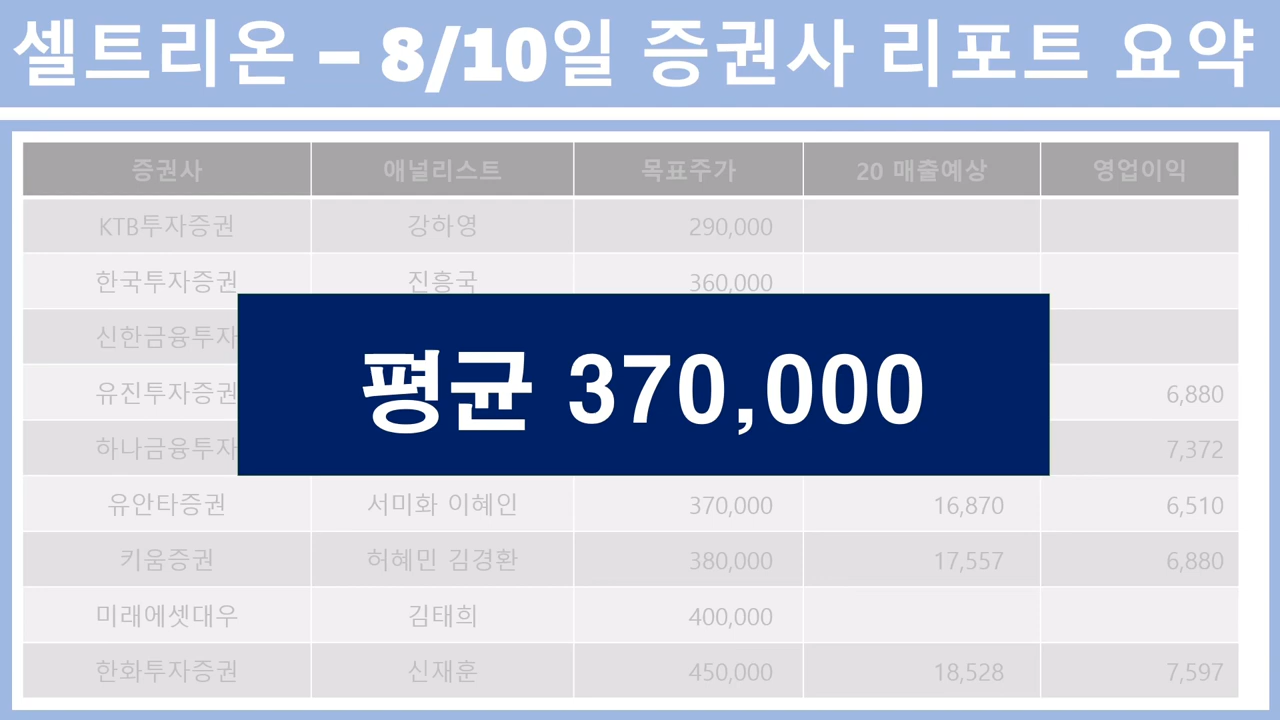 셀트리온 – 8/10일 증권사 리포트 요약
증권사 애널리스트 목표주가 20 매출예상 영업이익
KTB투자증권 강하영 290,000
한국투자증권 진흥국 360,000
신한금융투자
유진투자증권 6,880
하나금융투자 7,372
평균 370,000
유안타증권 서미화 이혜인 370,000 16,870 6,510
키움증권 허혜민 김경환 380,000 17,557 6,880
미래에셋대우 김태희 400,000
한화투자증권 신재훈 450,000 18,528 7,597